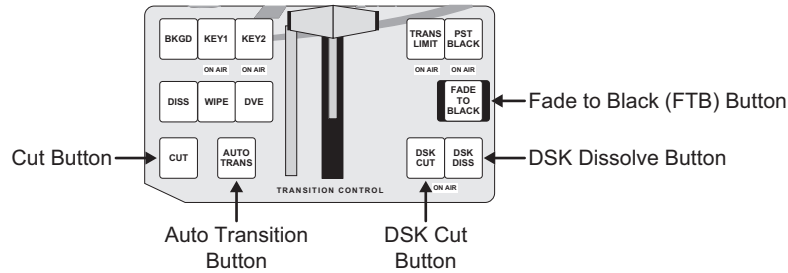 BKGD KEY1 KEY2
TRANS LIMIT PST BLACK
ON AIR ON AIR
ON AIR ON AIR
DISS WIPE DVE
FADE TO BLACK
Fade to Black (FTB) Button
Cut Button
CUT
AUTO TRANS
DSK CUT
DSK DISS
DSK Dissolve Button
ON AIR
TRANSITION CONTROL
Auto Transition
Button
DSK Cut
Button